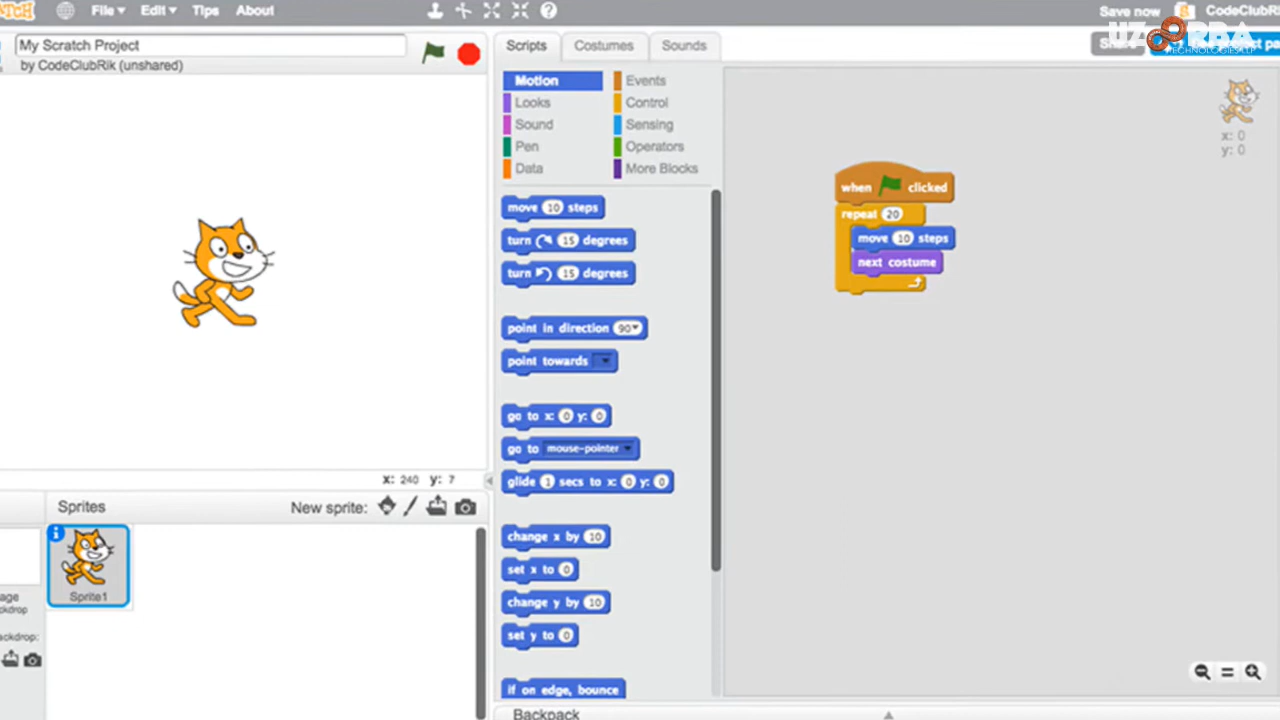 File Edit Tips About
Save now CodeClubRi
UZOORBA
TECHNOLOGIES LLP
My Scratch Project
by CodeClubRik (unshared)
Scripts Costumes Sounds
Motion Events
Looks Control
Sound Sensing
Pen Operators
Data More Blocks
x: 0
y: 0
when clicked
repeat 20
move 10 steps
next costume
move 10 steps
turn 15 degrees
turn 15 degrees
point in direction 90
point towards
go to x: 0 y: 0
go to mouse-pointer
glide 1 secs to x: 0 y: 0
change x by 10
set x to 0
change y by 10
set y to 0
if on edge, bounce
x: 240 y: 7
Sprites New sprite:
Sprite1
Backpack